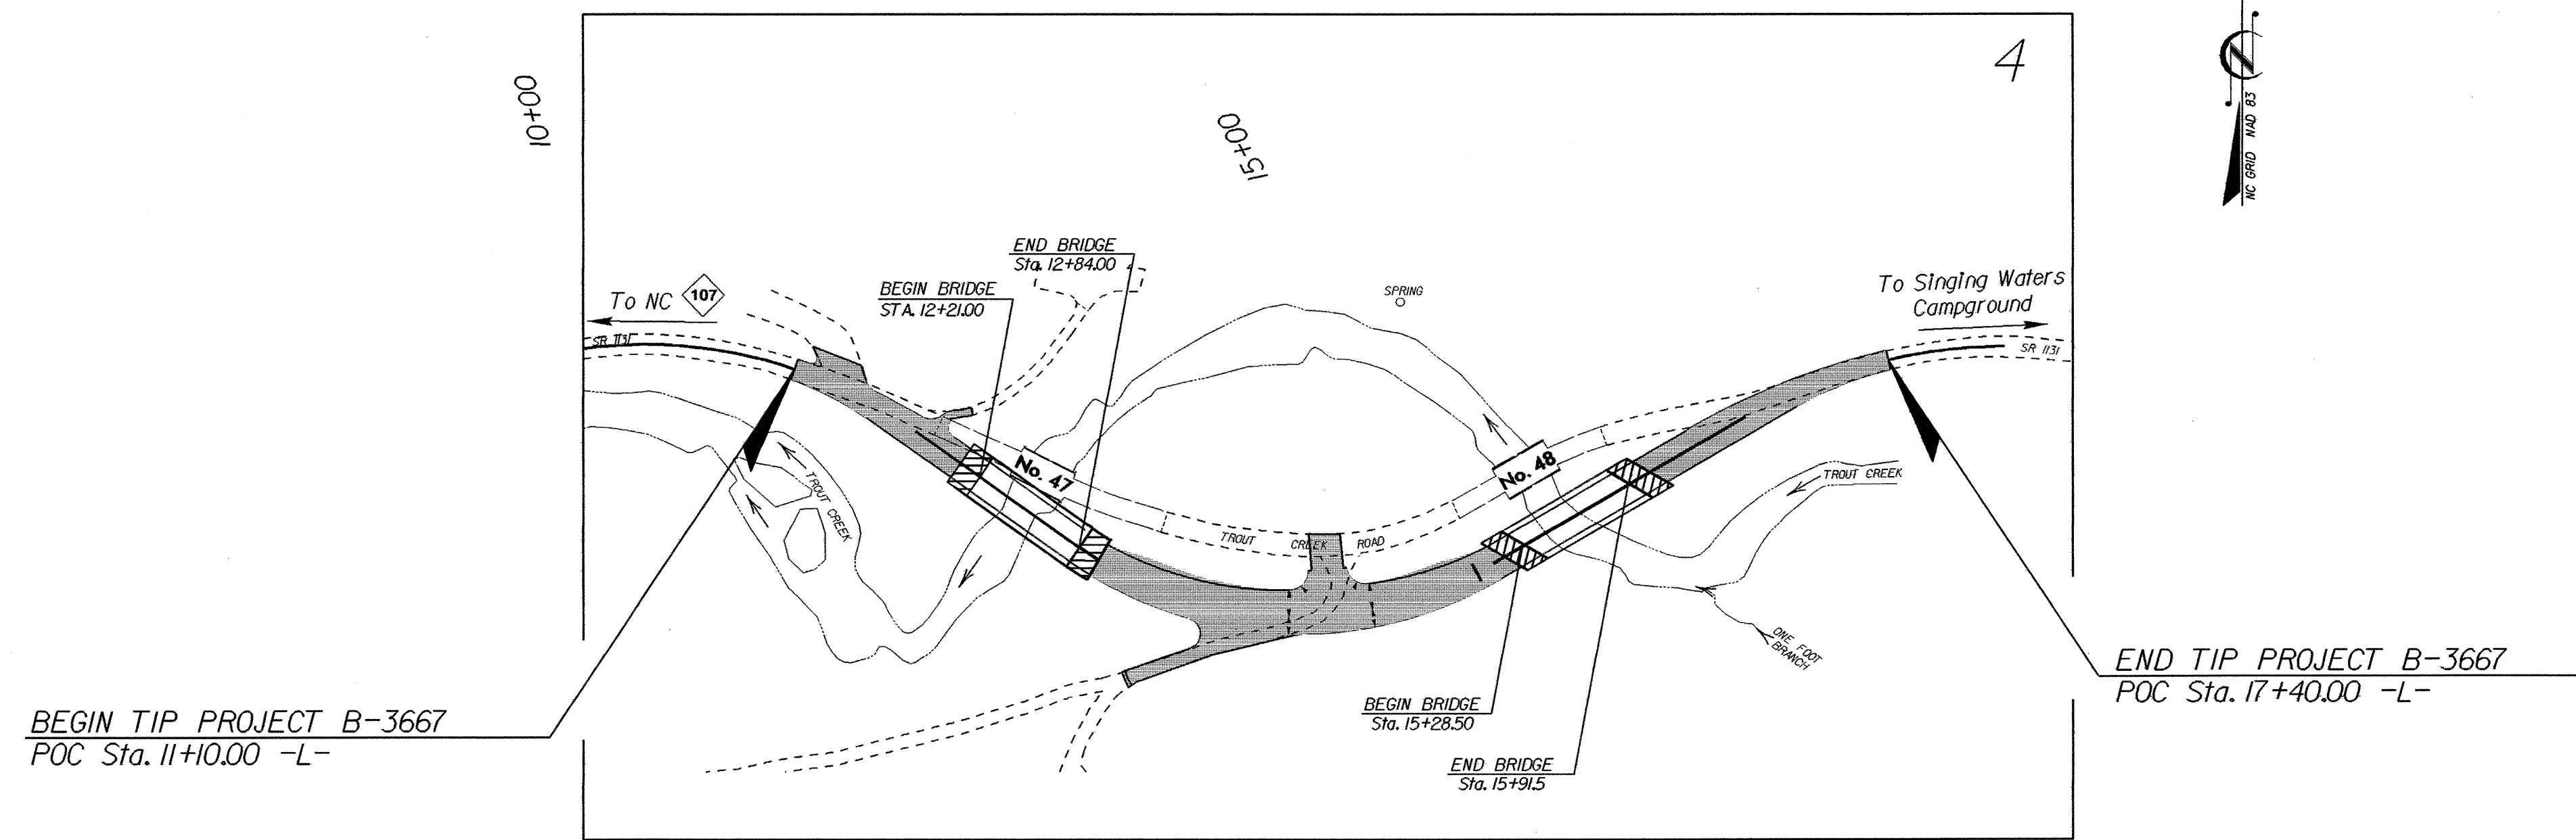 4
10+00
15+00
NC GRID NAD 83
END BRIDGE
Sta. 12+84.00
BEGIN BRIDGE
STA. 12+21.00
SPRING
To NC 107
To Singing Waters
Campground
SR 1131
SR 1131
No. 47
No. 48
TROUT CREEK
TROUT CREEK
TROUT CREEK ROAD
ONE FOOT
BRANCH
BEGIN TIP PROJECT B-3667
POC Sta. 11+10.00 -L-
END TIP PROJECT B-3667
POC Sta. 17+40.00 -L-
BEGIN BRIDGE
Sta. 15+28.50
END BRIDGE
Sta. 15+91.5